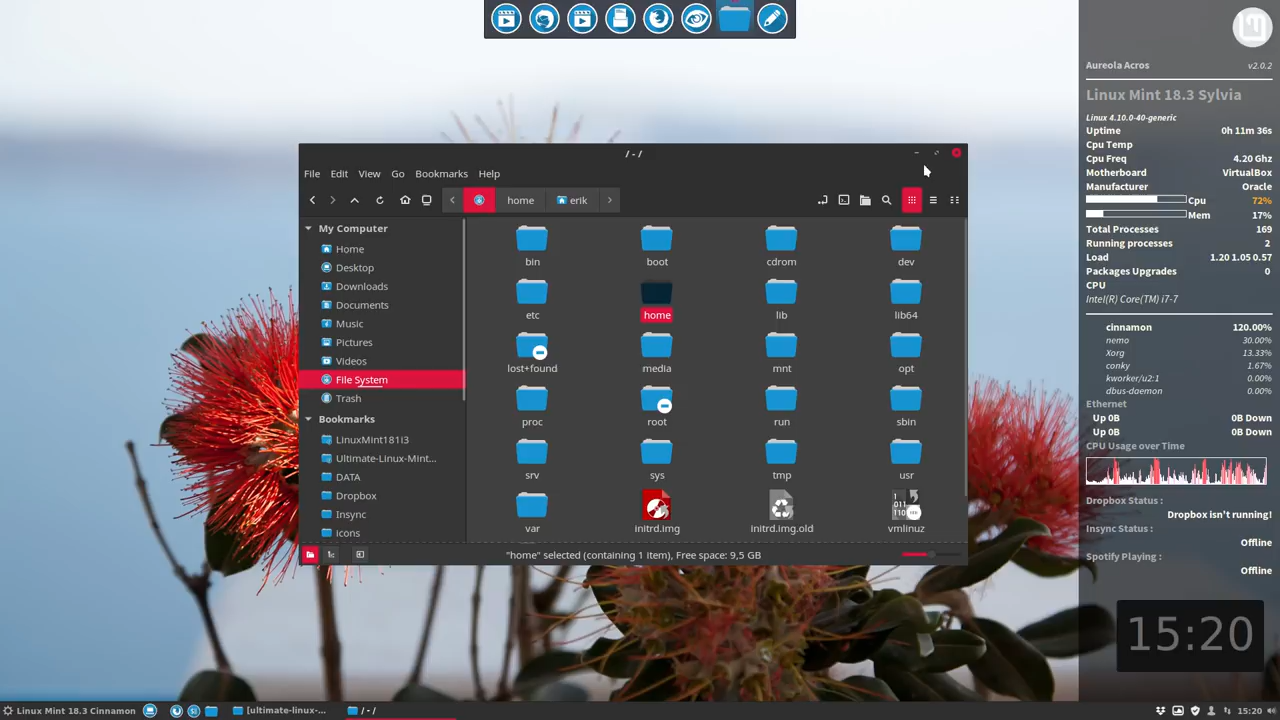 Aureola Acros v2.0.2
Linux Mint 18.3 Sylvia
Linux 4.10.0-40-generic
Uptime 0h 11m 36s
Cpu Temp
Cpu Freq 4.20 Ghz
Motherboard VirtualBox
Manufacturer Oracle
Cpu 72%
Mem 17%
Total Processes 169
Running processes 2
Load 1.20 1.05 0.57
Packages Upgrades 0
CPU
Intel(R) Core(TM) i7-7
cinnamon 120.00%
nemo 30.00%
Xorg 13.33%
conky 1.67%
kworker/u2:1 0.00%
dbus-daemon 0.00%
Ethernet
Up 0B 0B Down
Up 0B 0B Down
CPU Usage over Time
Dropbox Status :
Dropbox isn't running!
Insync Status :
Offline
Spotify Playing :
Offline
15:20
/ - /
File Edit View Go Bookmarks Help
home erik
My Computer
Home
Desktop
Downloads
Documents
Music
Pictures
Videos
File System
Trash
Bookmarks
LinuxMint181i3
Ultimate-Linux-Mint...
DATA
Dropbox
Insync
Icons
bin boot cdrom dev
etc home lib lib64
lost+found media mnt opt
proc root run sbin
srv sys tmp usr
var initrd.img initrd.img.old vmlinuz
"home" selected (containing 1 item), Free space: 9,5 GB
Linux Mint 18.3 Cinnamon [ultimate-linux-... / - / 15:20